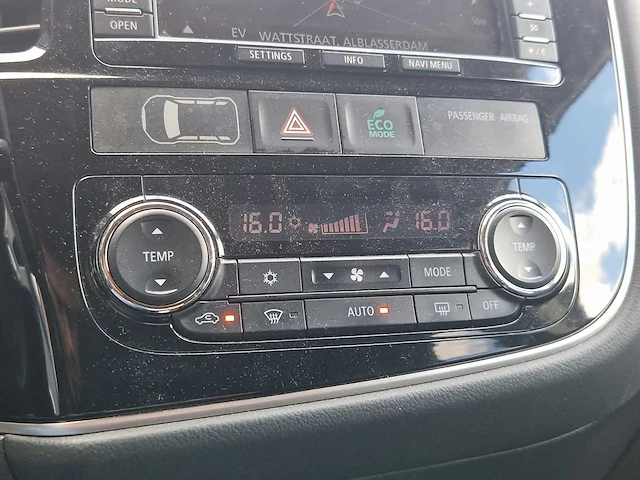 MODE
OPEN
EV WATTSTRAAT, ALBLASSERDAM
SETTINGS
INFO
NAVI MENU
ECO
MODE
PASSENGER AIRBAG
16.0
16.0
TEMP
TEMP
MODE
AUTO
OFF